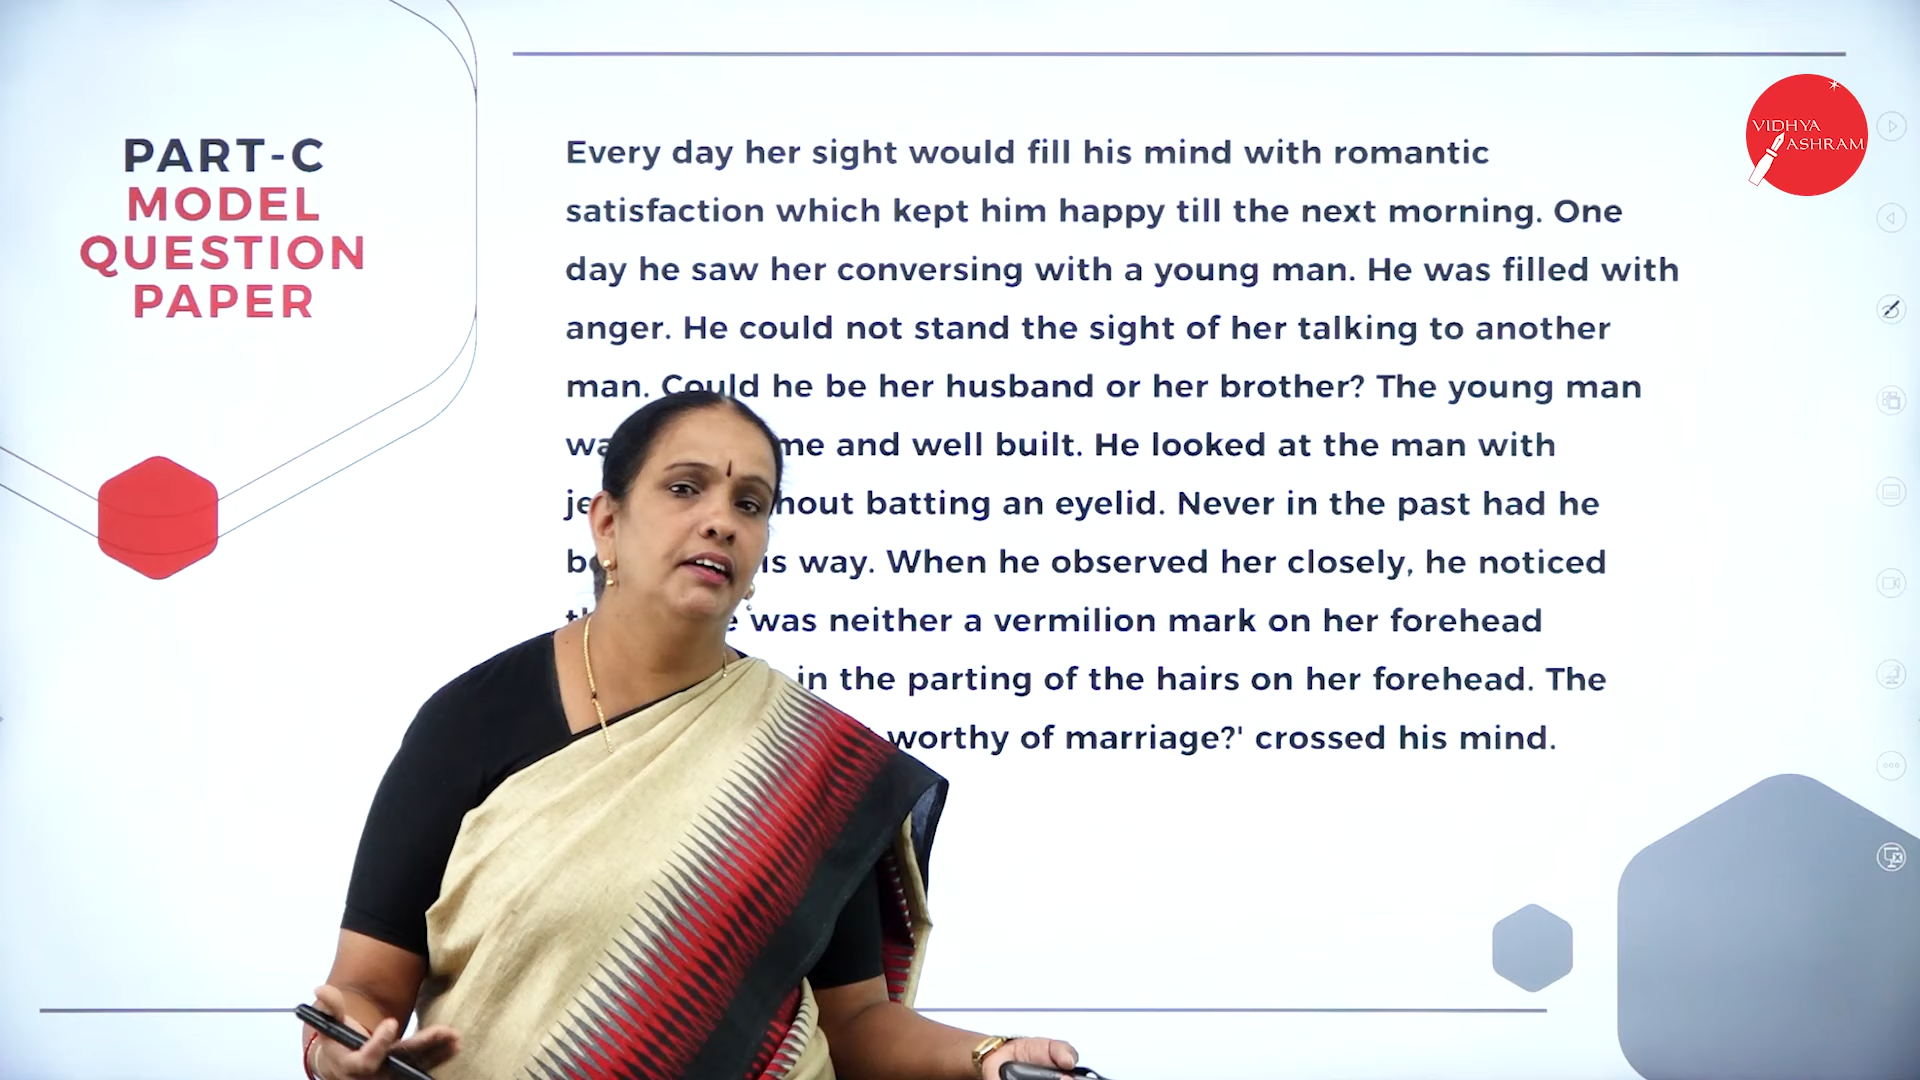 PART-C
MODEL
QUESTION
PAPER
VIDHYA
ASHRAM
Every day her sight would fill his mind with romantic
satisfaction which kept him happy till the next morning. One
day he saw her conversing with a young man. He was filled with
anger. He could not stand the sight of her talking to another
man. Could he be her husband or her brother? The young man
and well built. He looked at the man with
batting an eyelid. Never in the past had he
way. When he observed her closely, he noticed
was neither a vermilion mark on her forehead
in the parting of the hairs on her forehead. The
worthy of marriage?' crossed his mind.